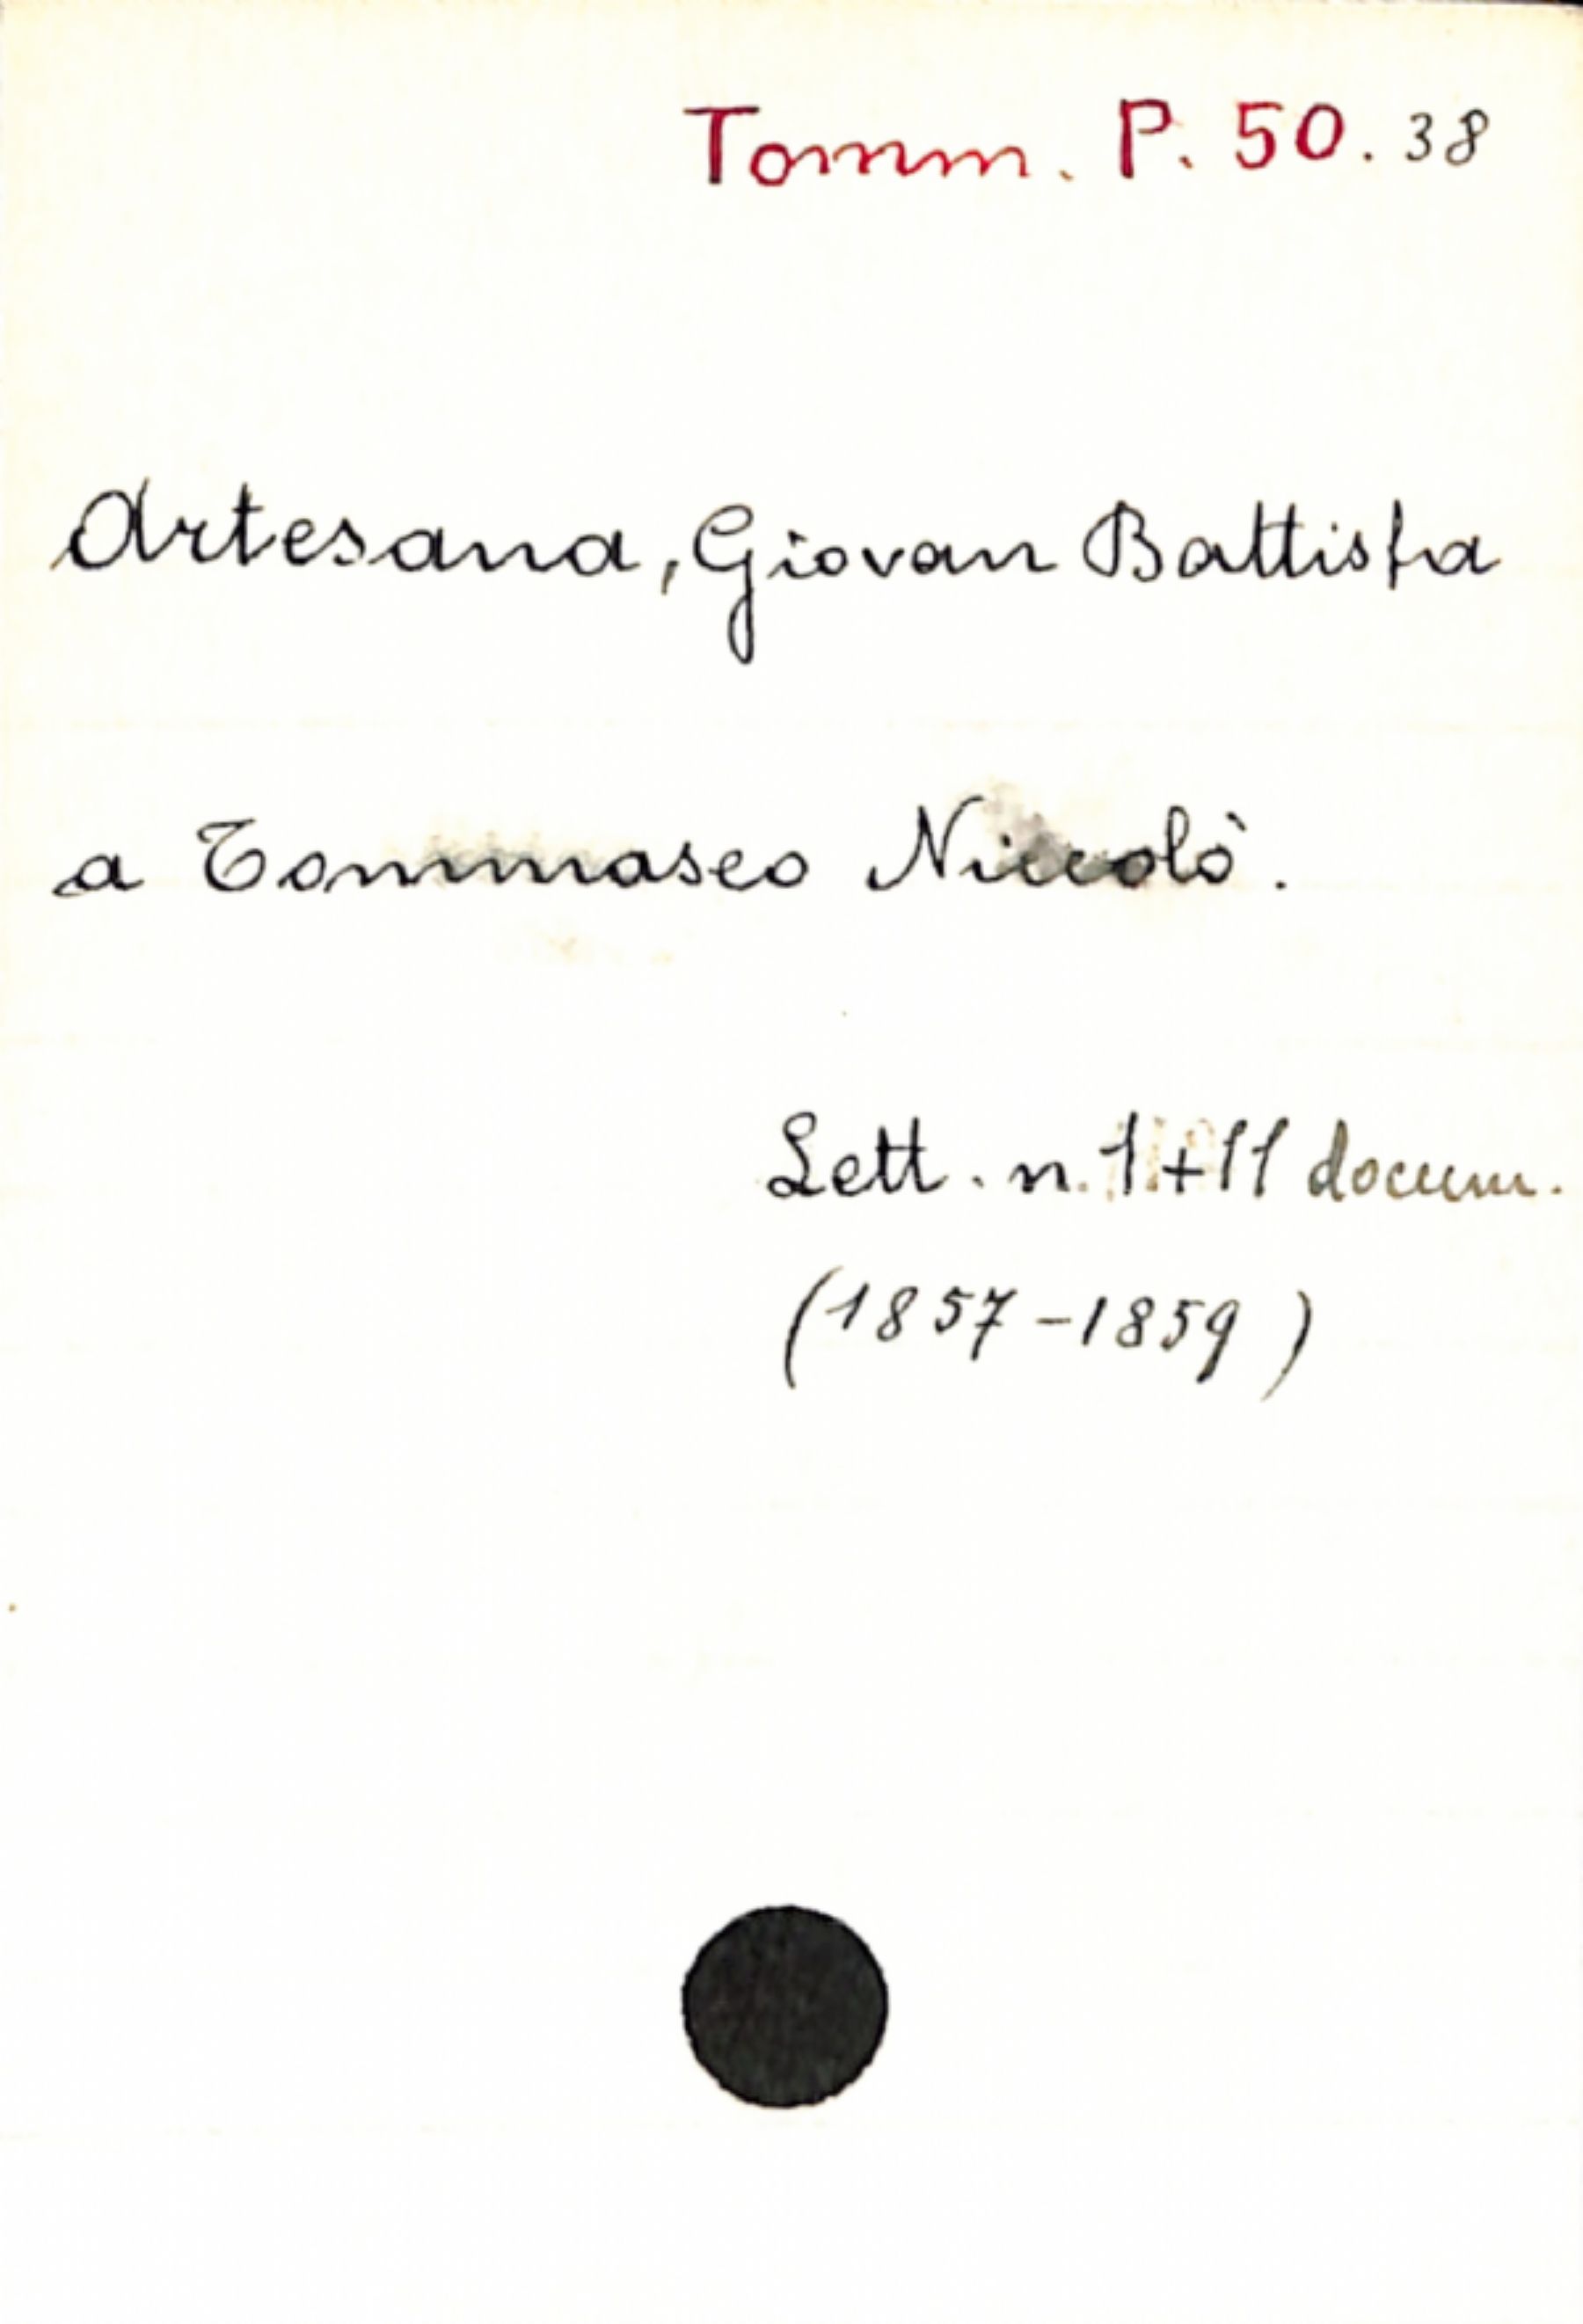 Tomm. P. 50. 38
Artesana, Giovan Battista
a Tommaseo Niccolò.
Lett. n. 1+11 docum.
(1857-1859)